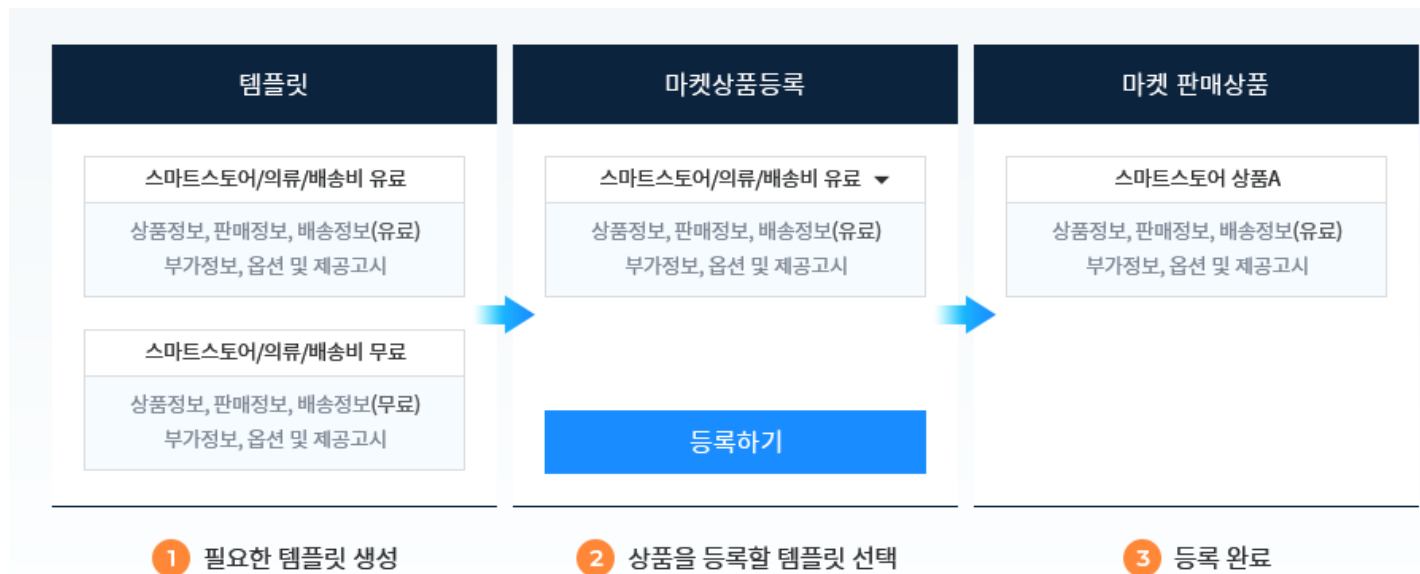 템플릿
스마트스토어/의류/배송비 유료
상품정보, 판매정보, 배송정보(유료)
부가정보, 옵션 및 제공고시
스마트스토어/의류/배송비 무료
상품정보, 판매정보, 배송정보(무료)
부가정보, 옵션 및 제공고시
1 필요한 템플릿 생성
마켓상품등록
스마트스토어/의류/배송비 유료
상품정보, 판매정보, 배송정보(유료)
부가정보, 옵션 및 제공고시
등록하기
2 상품을 등록할 템플릿 선택
마켓 판매상품
스마트스토어 상품A
상품정보, 판매정보, 배송정보(유료)
부가정보, 옵션 및 제공고시
3 등록 완료